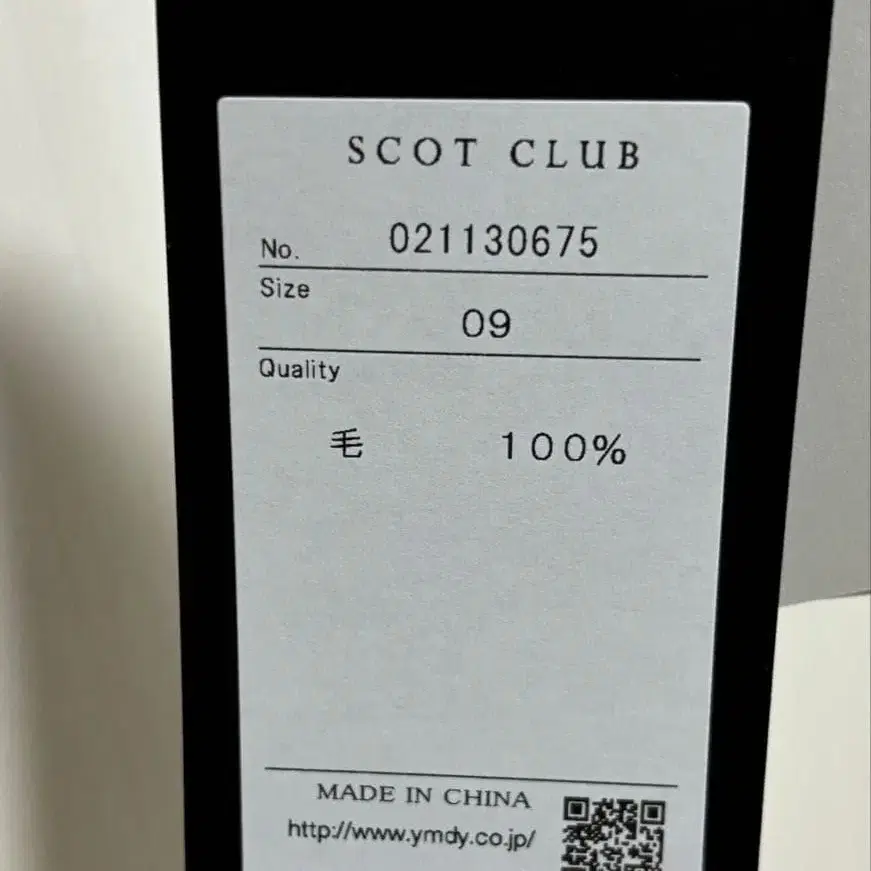 SCOT CLUB
No. 021130675
Size
09
Quality
毛 100%
MADE IN CHINA
http://www.ymdy.co.jp/